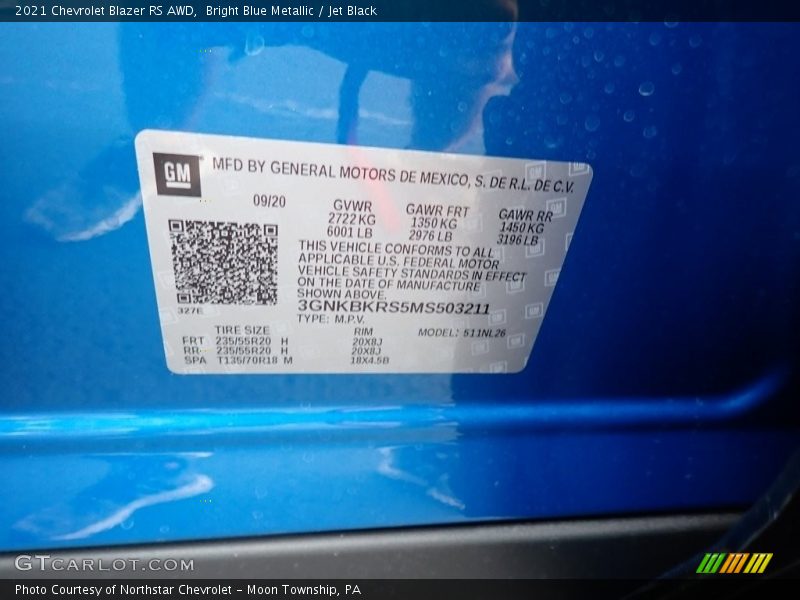 2021 Chevrolet Blazer RS AWD,  Bright Blue Metallic / Jet Black
GM MFD BY GENERAL MOTORS DE MEXICO, S. DE R.L. DE C.V.
09/20 GVWR GAWR FRT GAWR RR
2722 KG 1350 KG 1450 KG
6001 LB 2976 LB 3196 LB
THIS VEHICLE CONFORMS TO ALL
APPLICABLE U.S. FEDERAL MOTOR
VEHICLE SAFETY STANDARDS IN EFFECT
ON THE DATE OF MANUFACTURE
SHOWN ABOVE.
3GNKBKRS5MS503211
327E TYPE: M.P.V.
TIRE SIZE RIM MODEL: 511NL26
FRT 235/55R20 H 20X8J
RR 235/55R20 H 20X8J
SPA T135/70R18 M 18X4.5B
GTCARLOT.COM
Photo Courtesy of Northstar Chevrolet - Moon Township, PA